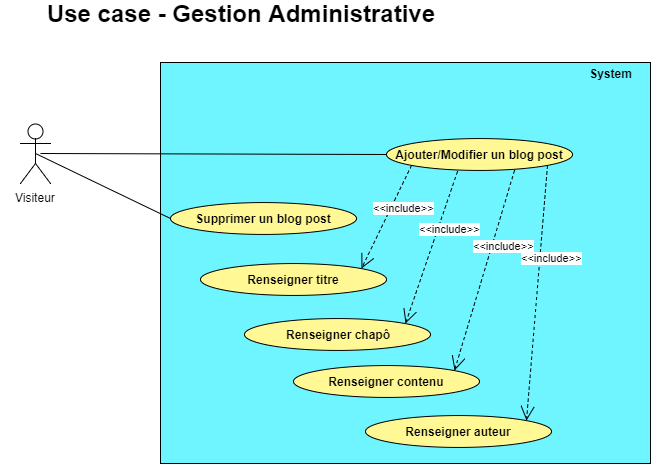 Use case - Gestion Administrative
System
Ajouter/Modifier un blog post
Visiteur
<<include>>
Supprimer un blog post
<<include>>
<<include>>
<<include>>
Renseigner titre
Renseigner chapô
Renseigner contenu
Renseigner auteur